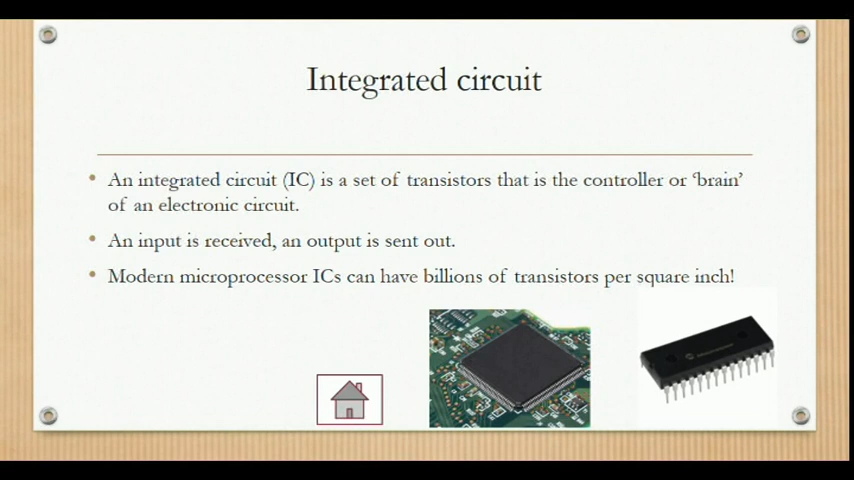 Integrated circuit
• An integrated circuit (IC) is a set of transistors that is the controller or ‘brain’
of an electronic circuit.
• An input is received, an output is sent out.
• Modern microprocessor ICs can have billions of transistors per square inch!